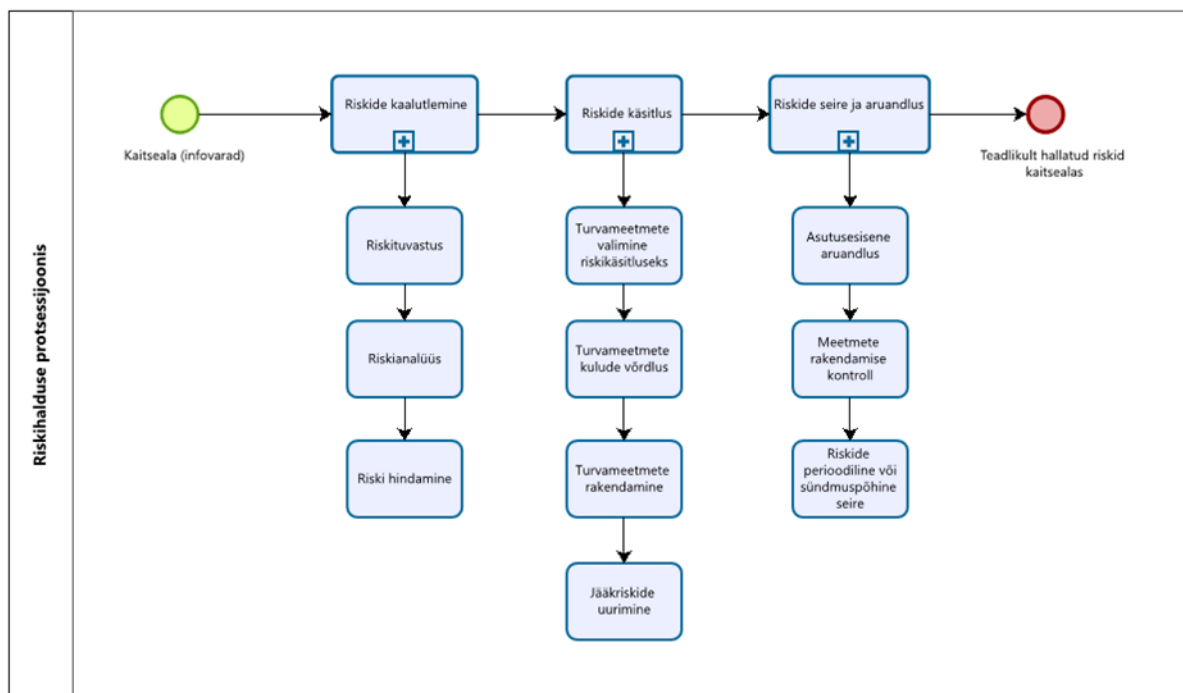 Riskihalduse protsessijoonis
Kaitseala (infovarad)
Riskide kaalutlemine
Riskide käsitlus
Riskide seire ja aruandlus
Teadlikult hallatud riskid
kaitsealas
Riskituvastus
Riskianalüüs
Riski hindamine
Turvameetmete
valimine
riskikäsitluseks
Turvameetmete
kulude võrdlus
Turvameetmete
rakendamine
Jääkriskide
uurimine
Asutusesisene
aruandlus
Meetmete
rakendamise
kontroll
Riskide
perioodiline või
sündmuspõhine
seire